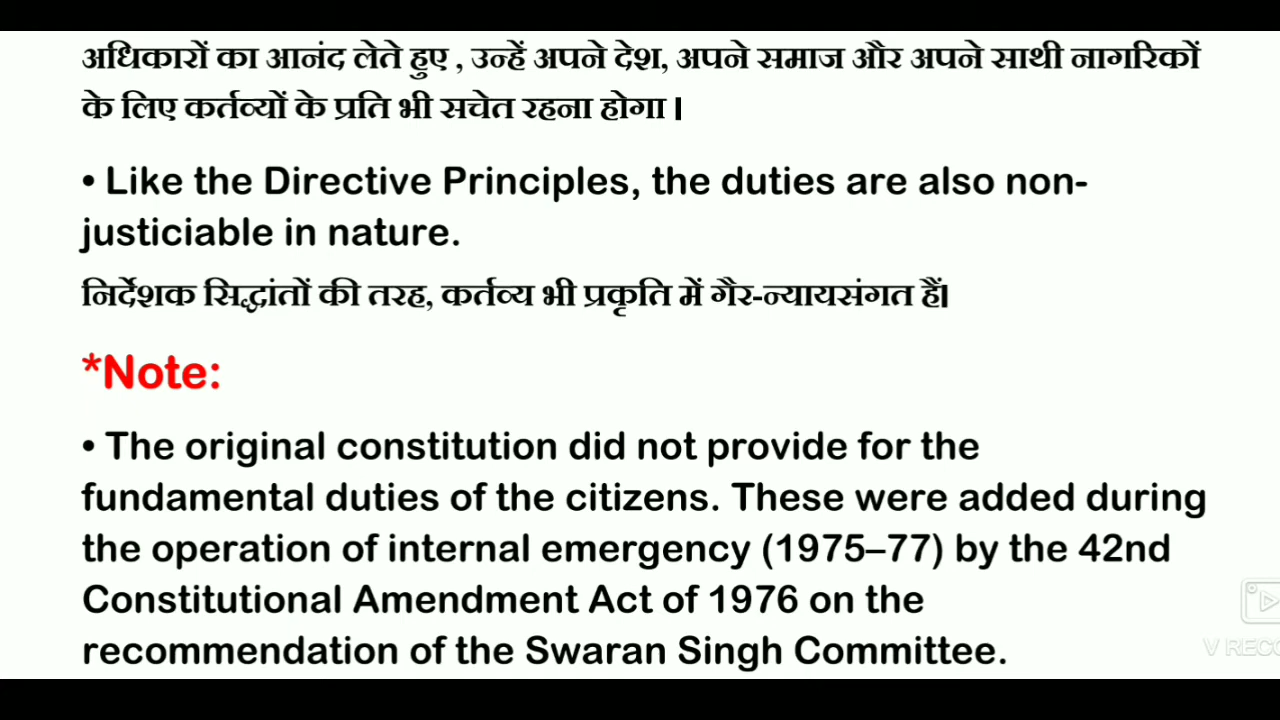 अधिकारों का आनंद लेते हुए , उन्हें अपने देश, अपने समाज और अपने साथी नागरिकों
के लिए कर्तव्यों के प्रति भी सचेत रहना होगा ।
• Like the Directive Principles, the duties are also non-
justiciable in nature.
निर्देशक सिद्धांतों की तरह, कर्तव्य भी प्रकृति में गैर-न्यायसंगत हैं।
*Note:
• The original constitution did not provide for the
fundamental duties of the citizens. These were added during
the operation of internal emergency (1975–77) by the 42nd
Constitutional Amendment Act of 1976 on the
recommendation of the Swaran Singh Committee.
V RECO